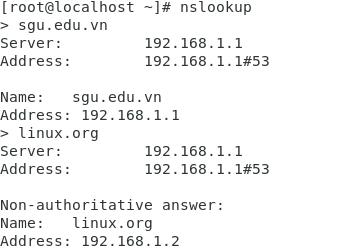 [root@localhost ~]# nslookup
> sgu.edu.vn
Server:         192.168.1.1
Address:        192.168.1.1#53

Name:   sgu.edu.vn
Address: 192.168.1.1
> linux.org
Server:         192.168.1.1
Address:        192.168.1.1#53

Non-authoritative answer:
Name:   linux.org
Address: 192.168.1.2